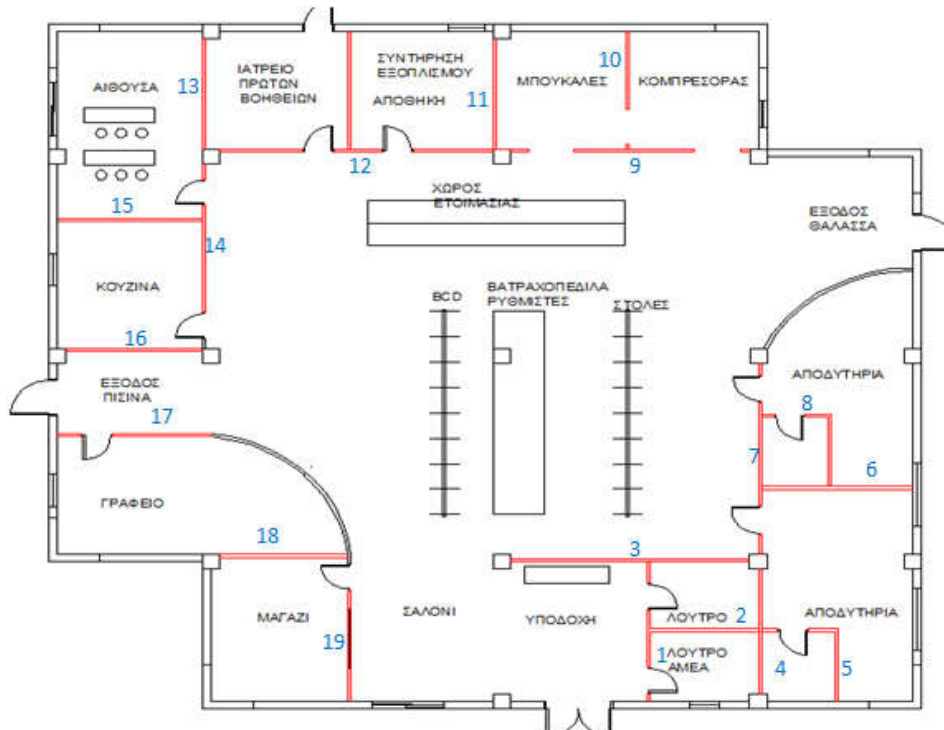 ΑΙΘΟΥΣΑ
13
ΙΑΤΡΕΙΟ
ΠΡΩΤΩΝ
ΒΟΗΘΕΙΩΝ
ΣΥΝΤΗΡΗΣΗ
ΕΞΟΠΛΙΣΜΟΥ
ΑΠΟΘΗΚΗ
11
ΜΠΟΥΚΑΛΕΣ
10
ΚΟΜΠΡΕΣΟΡΑΣ
12
9
15
14
ΧΩΡΟΣ
ΕΤΟΙΜΑΣΙΑΣ
ΕΞΟΔΟΣ
ΘΑΛΑΣΣΑ
ΚΟΥΖΙΝΑ
16
BCD
ΒΑΤΡΑΧΟΠΕΔΙΛΑ
ΡΥΘΜΙΣΤΕΣ
ΣΤΟΛΕΣ
ΕΞΟΔΟΣ
ΠΙΣΙΝΑ
17
ΑΠΟΔΥΤΗΡΙΑ
8
7
6
ΓΡΑΦΕΙΟ
18
3
ΜΑΓΑΖΙ
19
ΣΑΛΟΝΙ
ΥΠΟΔΟΧΗ
ΛΟΥΤΡΟ
2
ΑΠΟΔΥΤΗΡΙΑ
1
ΛΟΥΤΡΟ
ΑΜΕΑ
4
5